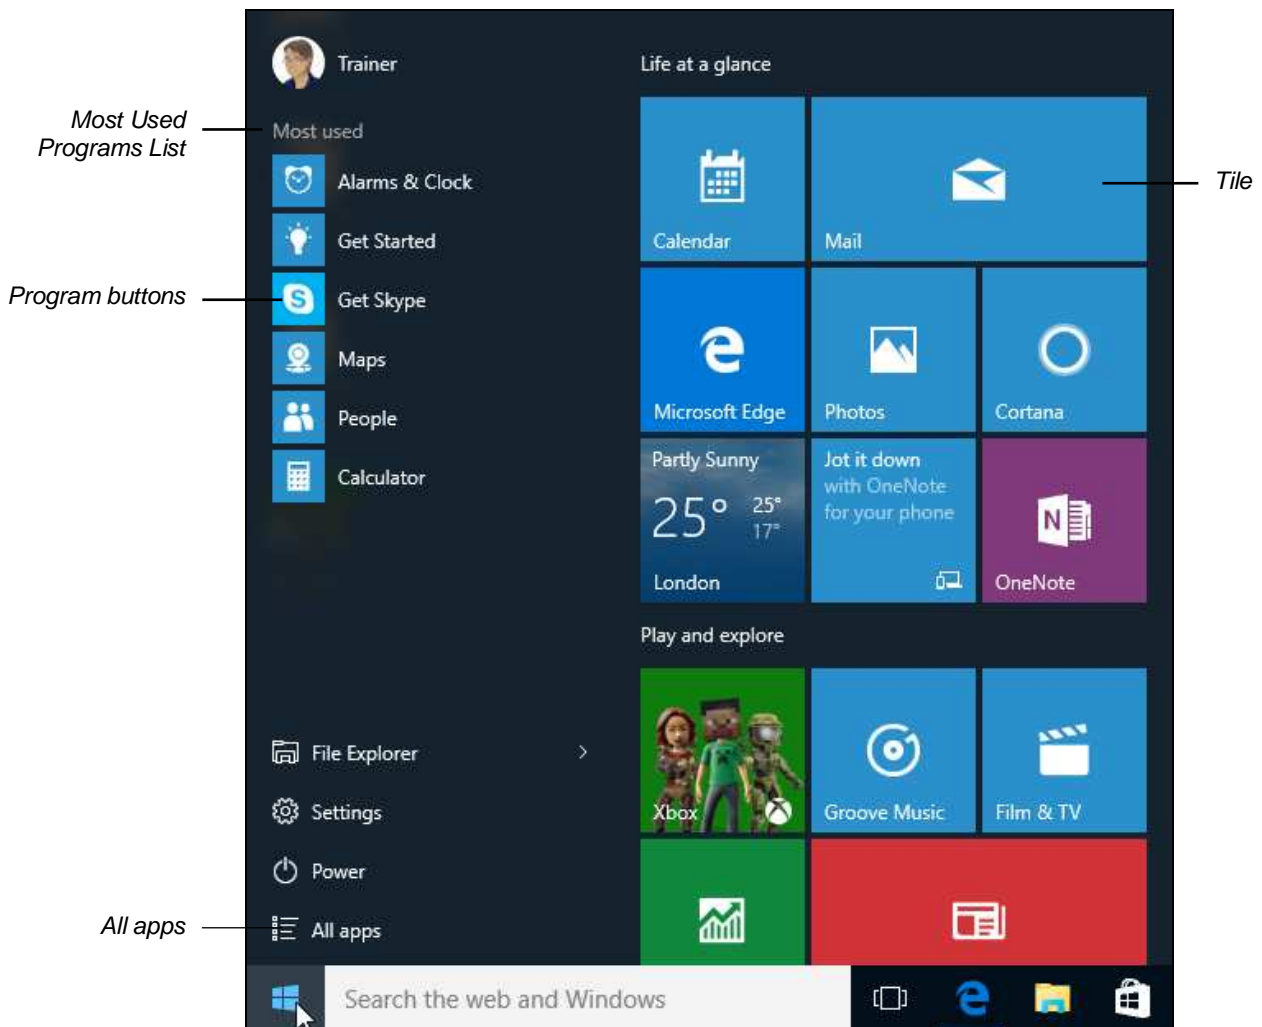 Trainer
Life at a glance
Most Used
Programs List
Most used
Alarms & Clock
Get Started
Program buttons
Get Skype
Maps
People
Calculator
Calendar
Mail
Tile
Microsoft Edge
Photos
Cortana
Partly Sunny
25° 25°
17°
London
Jot it down
with OneNote
for your phone
N
OneNote
Play and explore
File Explorer
Settings
Power
All apps
All apps
Xbox
Groove Music
Film & TV
Search the web and Windows